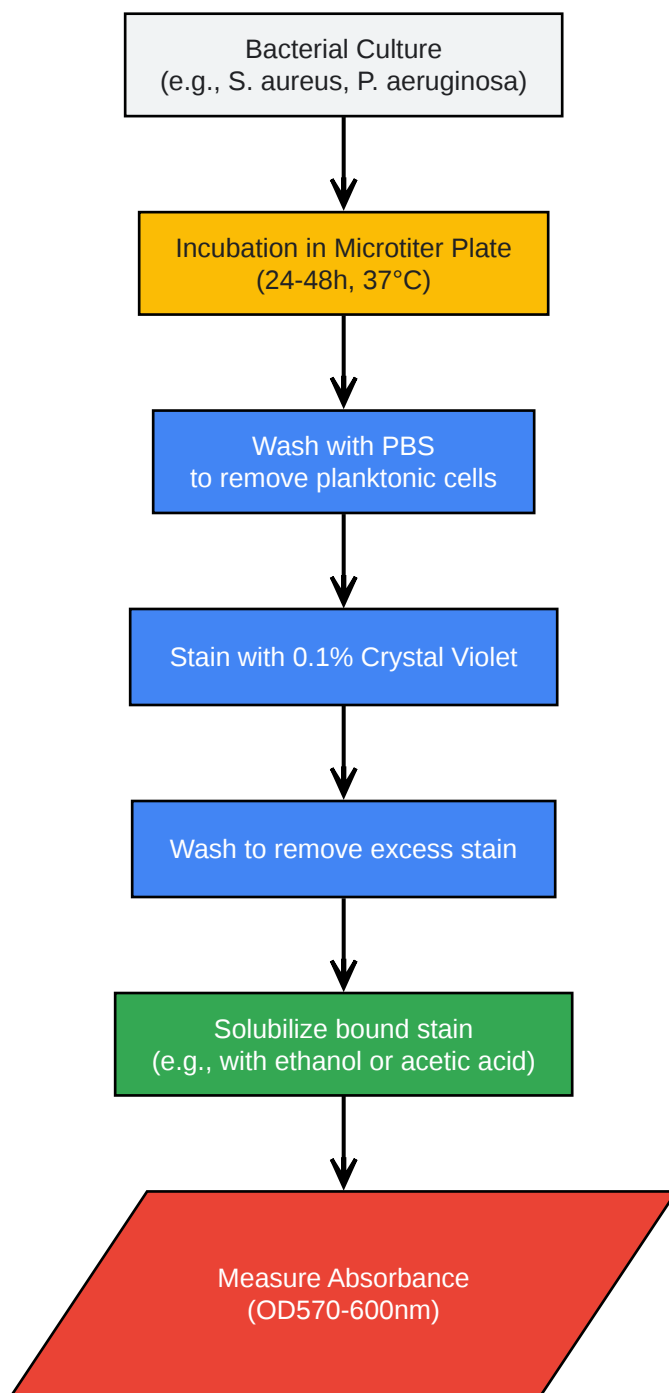 Bacterial Culture
(e.g., S. aureus, P. aeruginosa)
Incubation in Microtiter Plate
(24-48h, 37°C)
Wash with PBS
to remove planktonic cells
Stain with 0.1% Crystal Violet
Wash to remove excess stain
Solubilize bound stain
(e.g., with ethanol or acetic acid)
Measure Absorbance
(OD570-600nm)